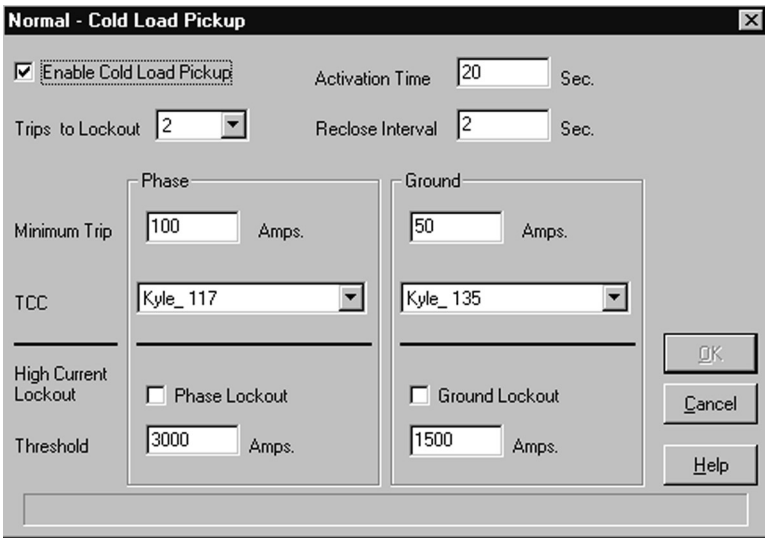 Normal - Cold Load Pickup
Enable Cold Load Pickup
Activation Time 20 Sec.
Trips to Lockout 2
Reclose Interval 2 Sec.
Phase
Ground
Minimum Trip 100 Amps. 50 Amps.
TCC Kyle_ 117 Kyle_ 135
High Current
Lockout
Phase Lockout
Ground Lockout
Threshold 3000 Amps. 1500 Amps.
OK
Cancel
Help